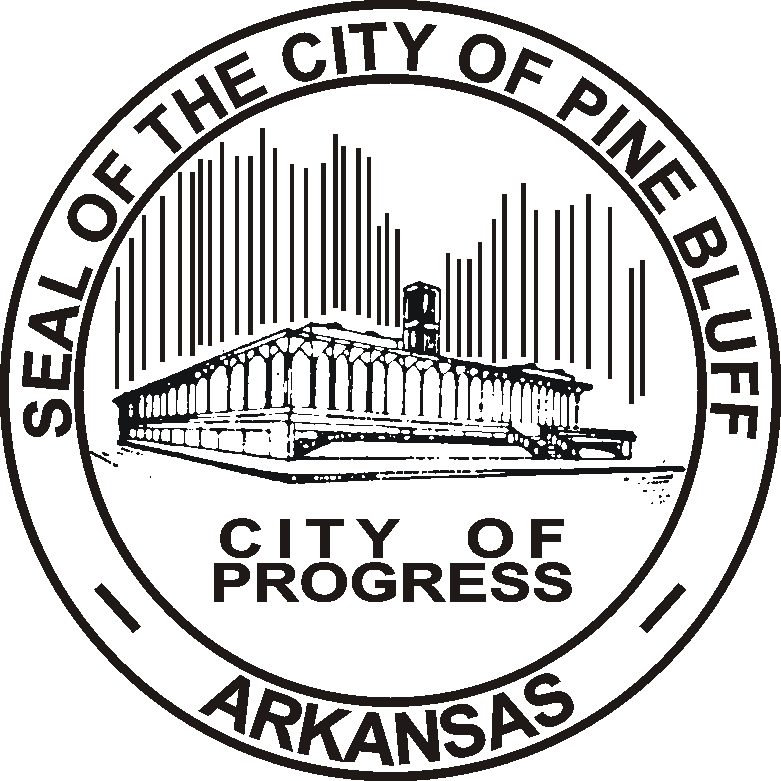 SEAL OF THE CITY OF PINE BLUFF
CITY OF
PROGRESS
ARKANSAS